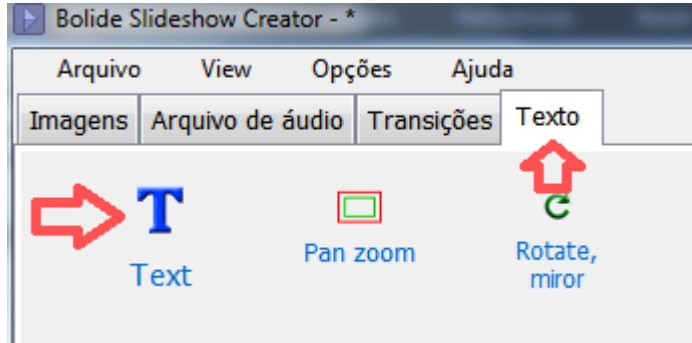 Bolide Slideshow Creator - *
Arquivo View Opções Ajuda
Imagens Arquivo de áudio Transições Texto
T
Text
Pan zoom
Rotate,
miror